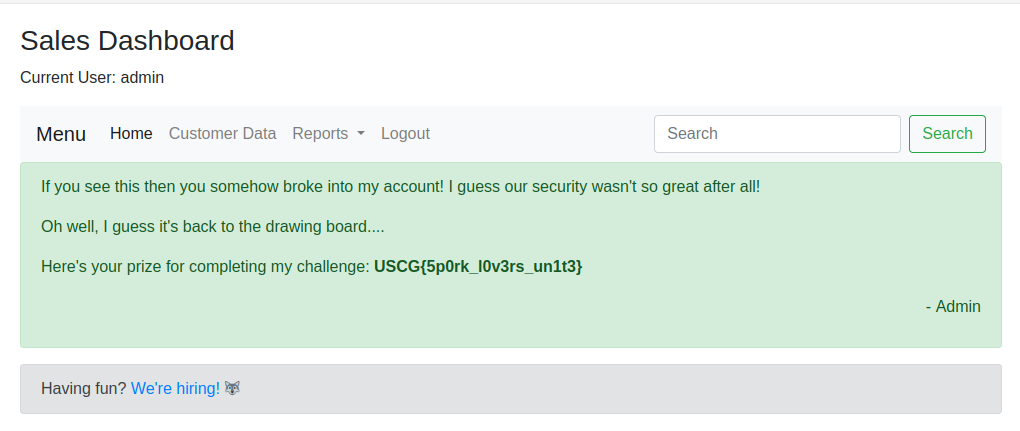 Sales Dashboard
Current User: admin
Menu Home Customer Data Reports Logout Search Search
If you see this then you somehow broke into my account! I guess our security wasn't so great after all!
Oh well, I guess it's back to the drawing board....
Here's your prize for completing my challenge: USCG{5p0rk_l0v3rs_un1t3}
- Admin
Having fun? We're hiring! 🐺